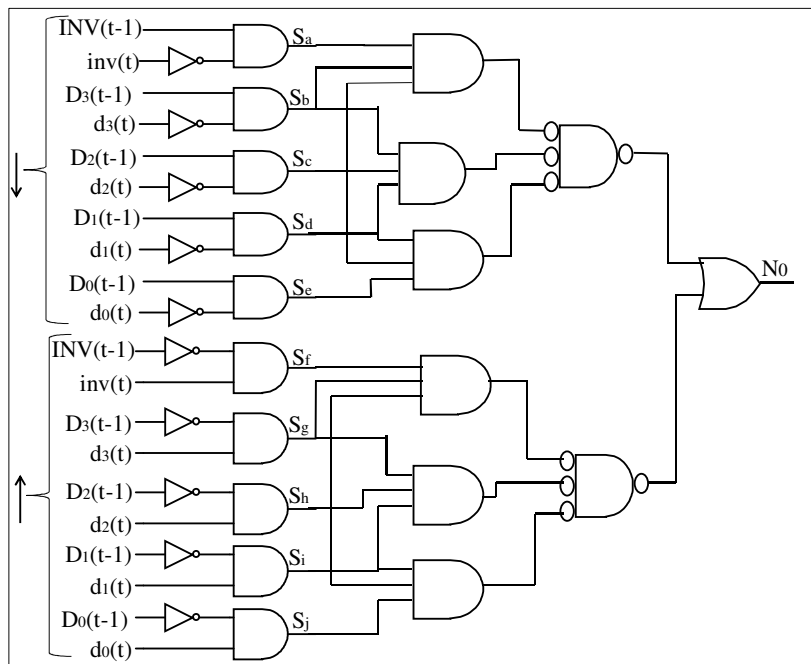 INV(t-1)
inv(t)
Sa
D3(t-1)
d3(t)
Sb
D2(t-1)
d2(t)
Sc
D1(t-1)
d1(t)
Sd
D0(t-1)
d0(t)
Se
N0
INV(t-1)
inv(t)
Sf
D3(t-1)
d3(t)
Sg
D2(t-1)
d2(t)
Sh
D1(t-1)
d1(t)
Si
D0(t-1)
d0(t)
Sj